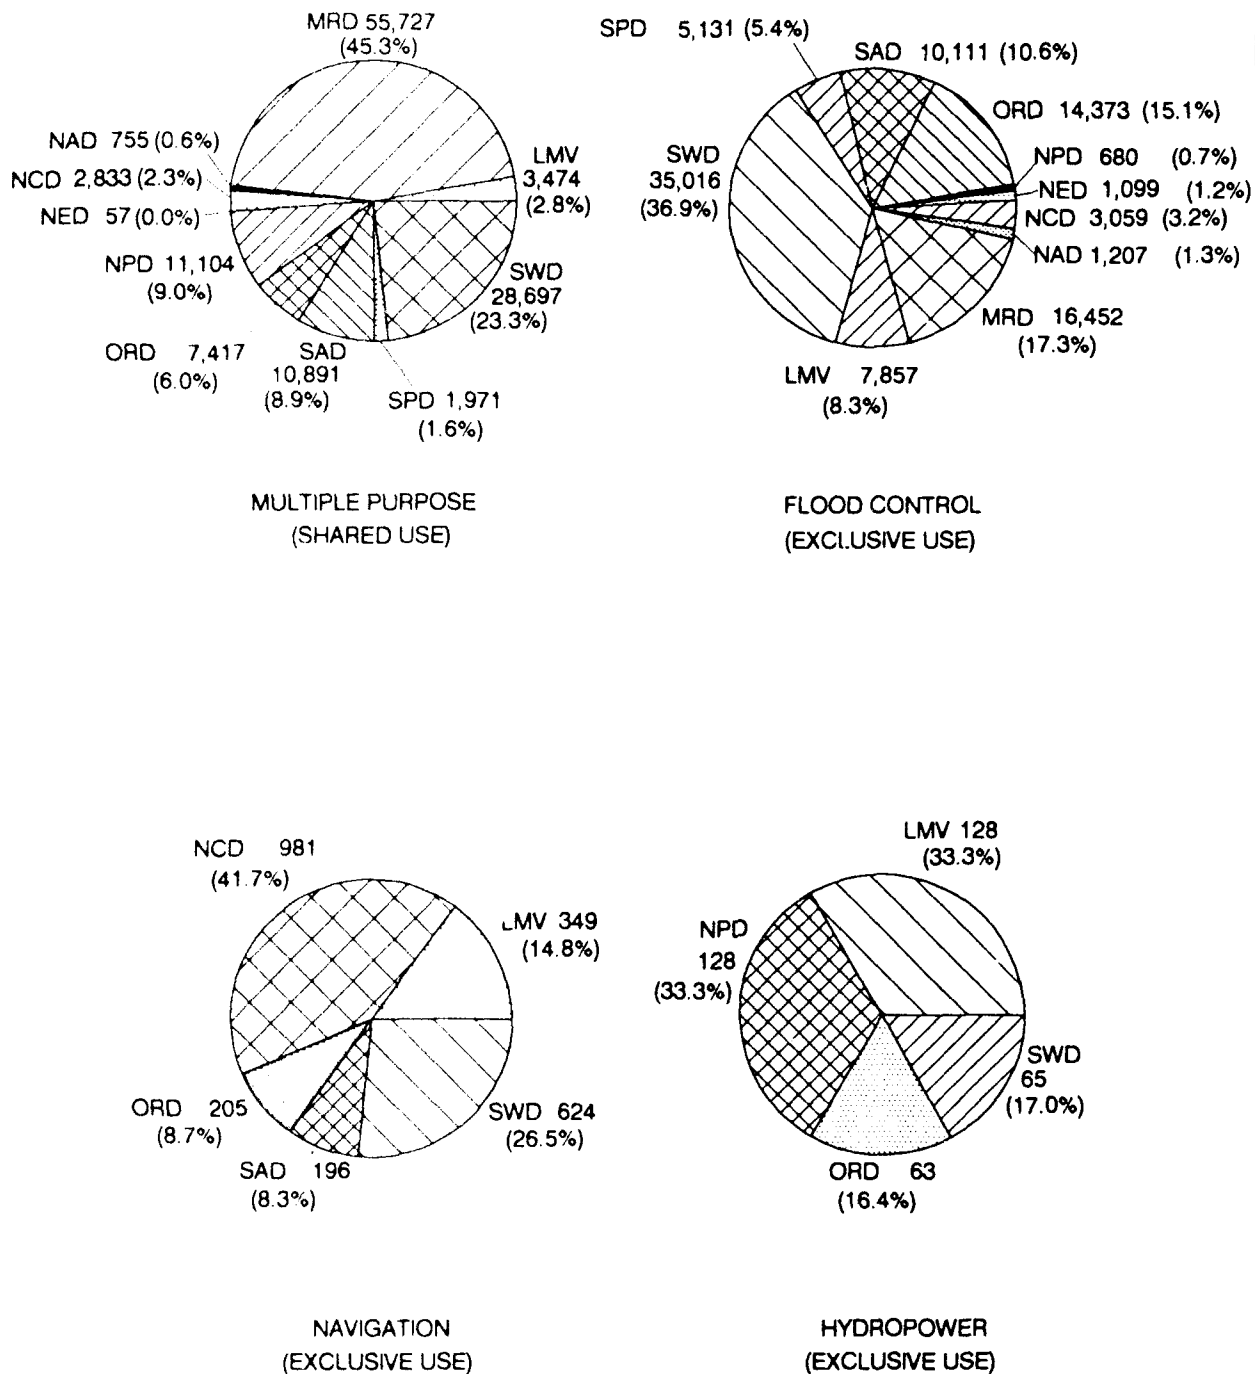 MRD 55,727
(45.3%)
NAD 755 (0.6%)
NCD 2,833 (2.3%)
NED 57 (0.0%)
NPD 11,104
(9.0%)
ORD 7,417
(6.0%)
SAD
10,891
(8.9%)
SPD 1,971
(1.6%)
LMV
3,474
(2.8%)
SWD
28,697
(23.3%)
MULTIPLE PURPOSE
(SHARED USE)
SPD 5,131 (5.4%)
SAD 10,111 (10.6%)
ORD 14,373 (15.1%)
NPD 680 (0.7%)
NED 1,099 (1.2%)
NCD 3,059 (3.2%)
NAD 1,207 (1.3%)
MRD 16,452
(17.3%)
LMV 7,857
(8.3%)
SWD
35,016
(36.9%)
FLOOD CONTROL
(EXCLUSIVE USE)
NCD 981
(41.7%)
LMV 349
(14.8%)
ORD 205
(8.7%)
SAD 196
(8.3%)
SWD 624
(26.5%)
NAVIGATION
(EXCLUSIVE USE)
LMV 128
(33.3%)
NPD
128
(33.3%)
SWD
65
(17.0%)
ORD 63
(16.4%)
HYDROPOWER
(EXCLUSIVE USE)